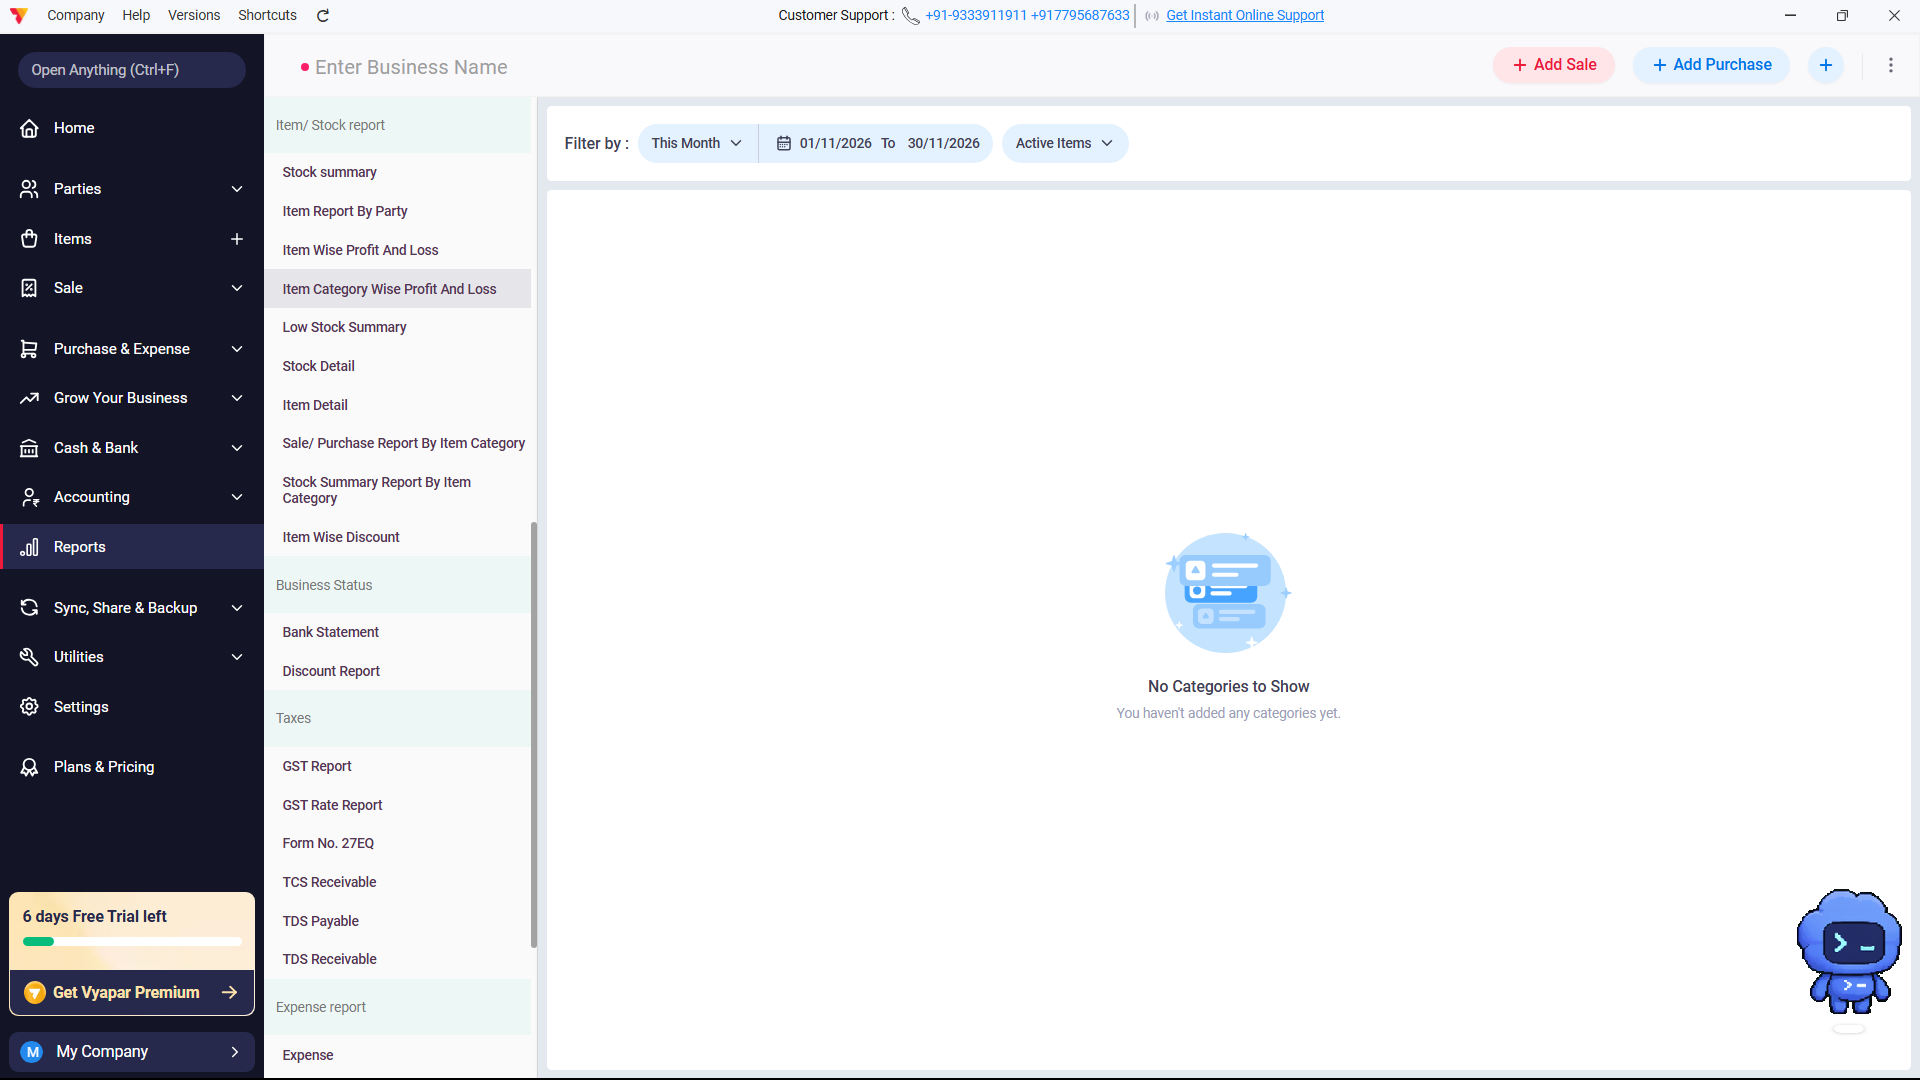 Company Help Versions Shortcuts
Customer Support : +91-9333911911 +917795687633 Get Instant Online Support
Open Anything (Ctrl+F)
Home
Parties
Items
Sale
Purchase & Expense
Grow Your Business
Cash & Bank
Accounting
Reports
Sync, Share & Backup
Utilities
Settings
Plans & Pricing
6 days Free Trial left
Get Vyapar Premium
M My Company
Enter Business Name
Add Sale
Add Purchase
Item/ Stock report
Stock summary
Item Report By Party
Item Wise Profit And Loss
Item Category Wise Profit And Loss
Low Stock Summary
Stock Detail
Item Detail
Sale/ Purchase Report By Item Category
Stock Summary Report By Item
Category
Item Wise Discount
Business Status
Bank Statement
Discount Report
Taxes
GST Report
GST Rate Report
Form No. 27EQ
TCS Receivable
TDS Payable
TDS Receivable
Expense report
Expense
Filter by : This Month 01/11/2026 To 30/11/2026 Active Items
No Categories to Show
You haven't added any categories yet.